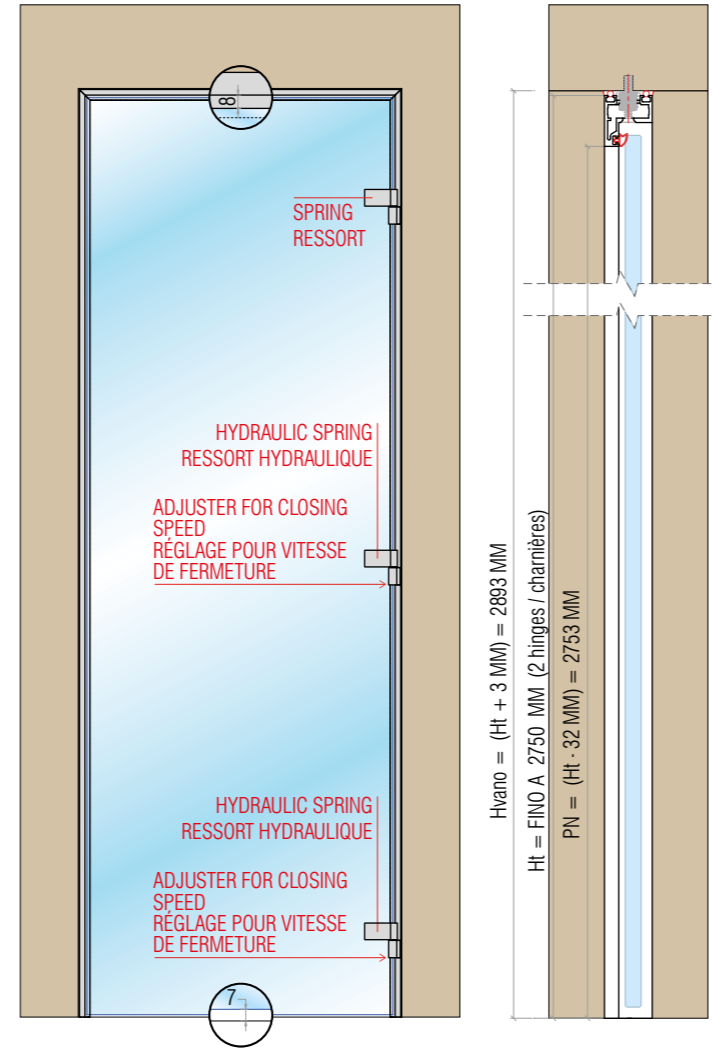 8
SPRING
RESSORT
HYDRAULIC SPRING
RESSORT HYDRAULIQUE
ADJUSTER FOR CLOSING
SPEED
RÉGLAGE POUR VITESSE
DE FERMETURE
HYDRAULIC SPRING
RESSORT HYDRAULIQUE
ADJUSTER FOR CLOSING
SPEED
RÉGLAGE POUR VITESSE
DE FERMETURE
7
Hvano = (Ht + 3 MM) = 2893 MM
Ht = FINO A 2750 MM (2 hinges / charnières)
PN = (Ht - 32 MM) = 2753 MM